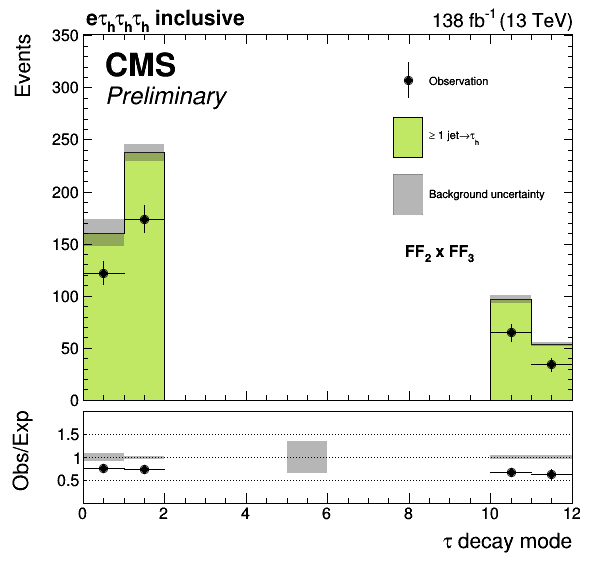 eτₕτₕτₕ inclusive 138 fb⁻¹ (13 TeV)
Events
350
300
250
200
150
100
50
0
CMS
Preliminary
Observation
≥ 1 jet→τₕ
Background uncertainty
FF₂ x FF₃
Obs/Exp
1.5
1
0.5
0 2 4 6 8 10 12
τ decay mode